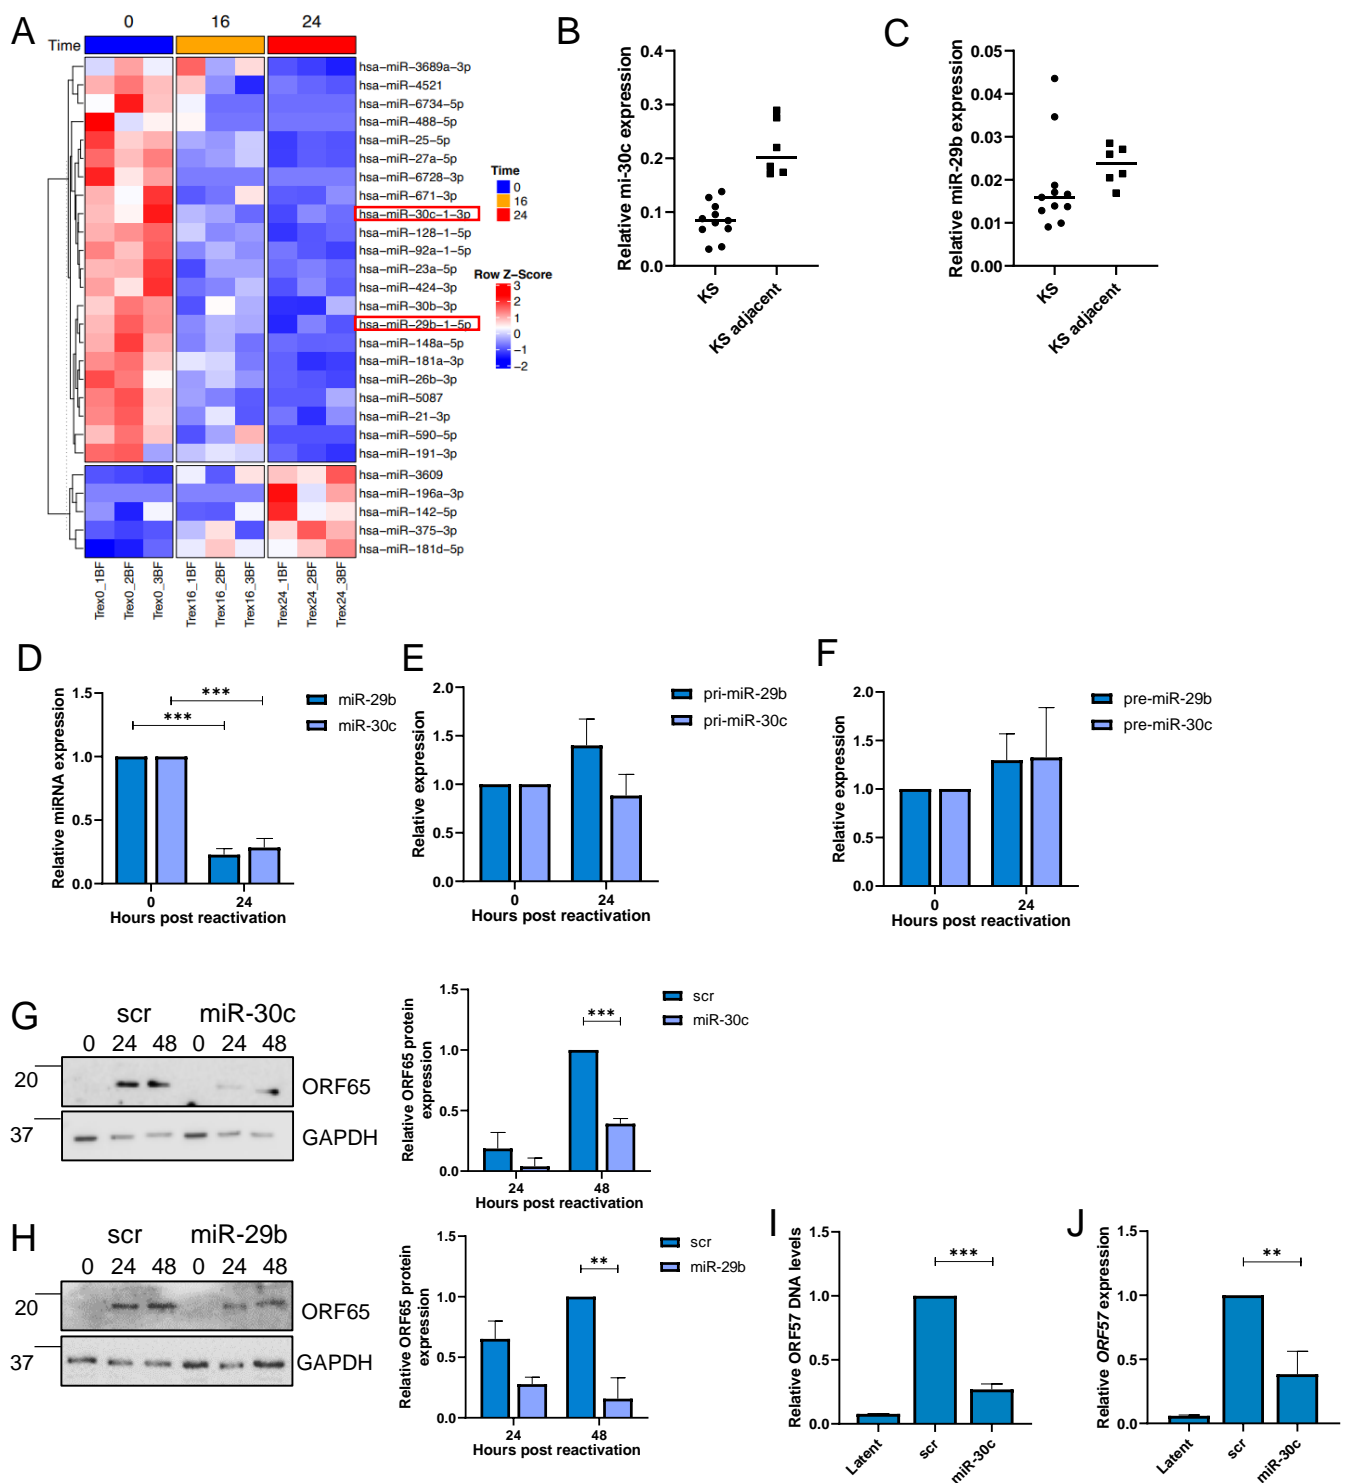 A
0 16 24
Time
hsa-miR-3689a-3p
hsa-miR-4521
hsa-miR-6734-5p
hsa-miR-488-5p
hsa-miR-25-5p
hsa-miR-27a-5p
hsa-miR-6728-3p
hsa-miR-671-3p
hsa-miR-30c-1-3p
hsa-miR-128-1-5p
hsa-miR-92a-1-5p
hsa-miR-23a-5p
hsa-miR-424-3p
hsa-miR-30b-3p
hsa-miR-29b-1-5p
hsa-miR-148a-5p
hsa-miR-181a-3p
hsa-miR-26b-3p
hsa-miR-5087
hsa-miR-21-3p
hsa-miR-590-5p
hsa-miR-191-3p
hsa-miR-3609
hsa-miR-196a-3p
hsa-miR-142-5p
hsa-miR-375-3p
hsa-miR-181d-5p
Trex0_1BF
Trex0_2BF
Trex0_3BF
Trex16_1BF
Trex16_2BF
Trex16_3BF
Trex24_1BF
Trex24_2BF
Trex24_3BF
Time
0
16
24
Row Z-Score
3
2
1
0
-1
-2
B
Relative mi-30c expression
0.4
0.3
0.2
0.1
0.0
KS
KS adjacent
C
Relative miR-29b expression
0.05
0.04
0.03
0.02
0.01
0.00
KS
KS adjacent
D
Relative miRNA expression
1.5
1.0
0.5
0.0
***
***
0 24
Hours post reactivation
miR-29b
miR-30c
E
Relative expression
2.0
1.5
1.0
0.5
0.0
0 24
Hours post reactivation
pri-miR-29b
pri-miR-30c
F
Relative expression
2.0
1.5
1.0
0.5
0.0
0 24
Hours post reactivation
pre-miR-29b
pre-miR-30c
G
scr miR-30c
0 24 48 0 24 48
20
ORF65
37
GAPDH
Relative ORF65 protein
expression
1.5
1.0
0.5
0.0
***
24 48
Hours post reactivation
scr
miR-30c
H
scr miR-29b
0 24 48 0 24 48
20
ORF65
37
GAPDH
Relative ORF65 protein
expression
1.5
1.0
0.5
0.0
**
24 48
Hours post reactivation
scr
miR-29b
I
Relative ORF57 DNA levels
1.5
1.0
0.5
0.0
***
Latent
scr
miR-30c
J
Relative ORF57 expression
1.5
1.0
0.5
0.0
**
Latent
scr
miR-30c